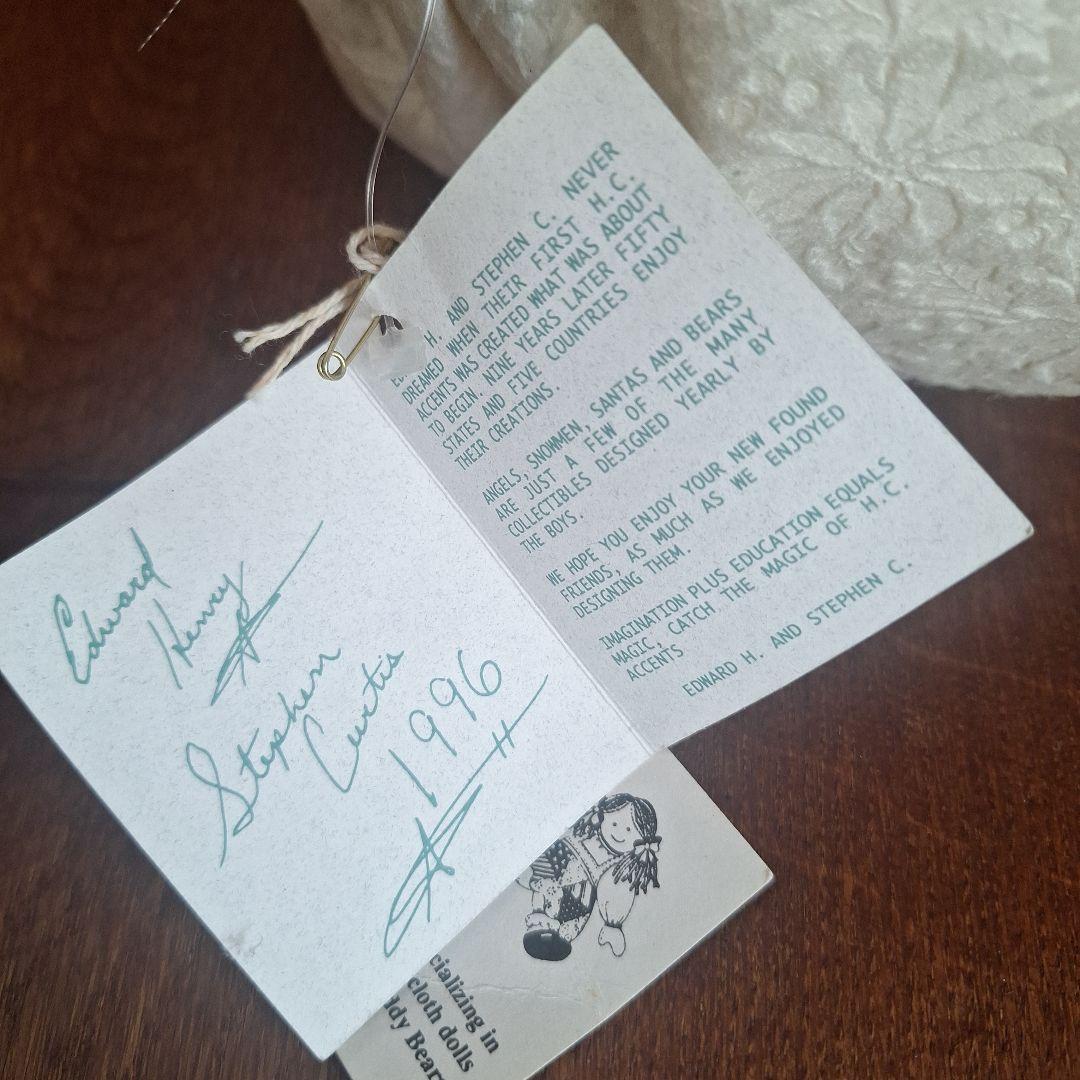 Edward
Henry
Stephen
Curtis
1996
H. AND STEPHEN C. NEVER
DREAMED WHEN THEIR FIRST H.C.
ACCENTS WAS CREATED WHAT WAS ABOUT
TO BEGIN. NINE YEARS LATER FIFTY
STATES AND FIVE COUNTRIES ENJOY
THEIR CREATIONS.
ANGELS, SNOWMEN, SANTAS AND BEARS
ARE JUST A FEW OF THE MANY
COLLECTIBLES DESIGNED YEARLY BY
THE BOYS.
WE HOPE YOU ENJOY YOUR NEW FOUND
FRIENDS, AS MUCH AS WE ENJOYED
DESIGNING THEM.
IMAGINATION PLUS EDUCATION EQUALS
MAGIC, CATCH THE MAGIC OF H.C.
ACCENTS
EDWARD H. AND STEPHEN C.
cializing in
cloth dolls
ddy Bear